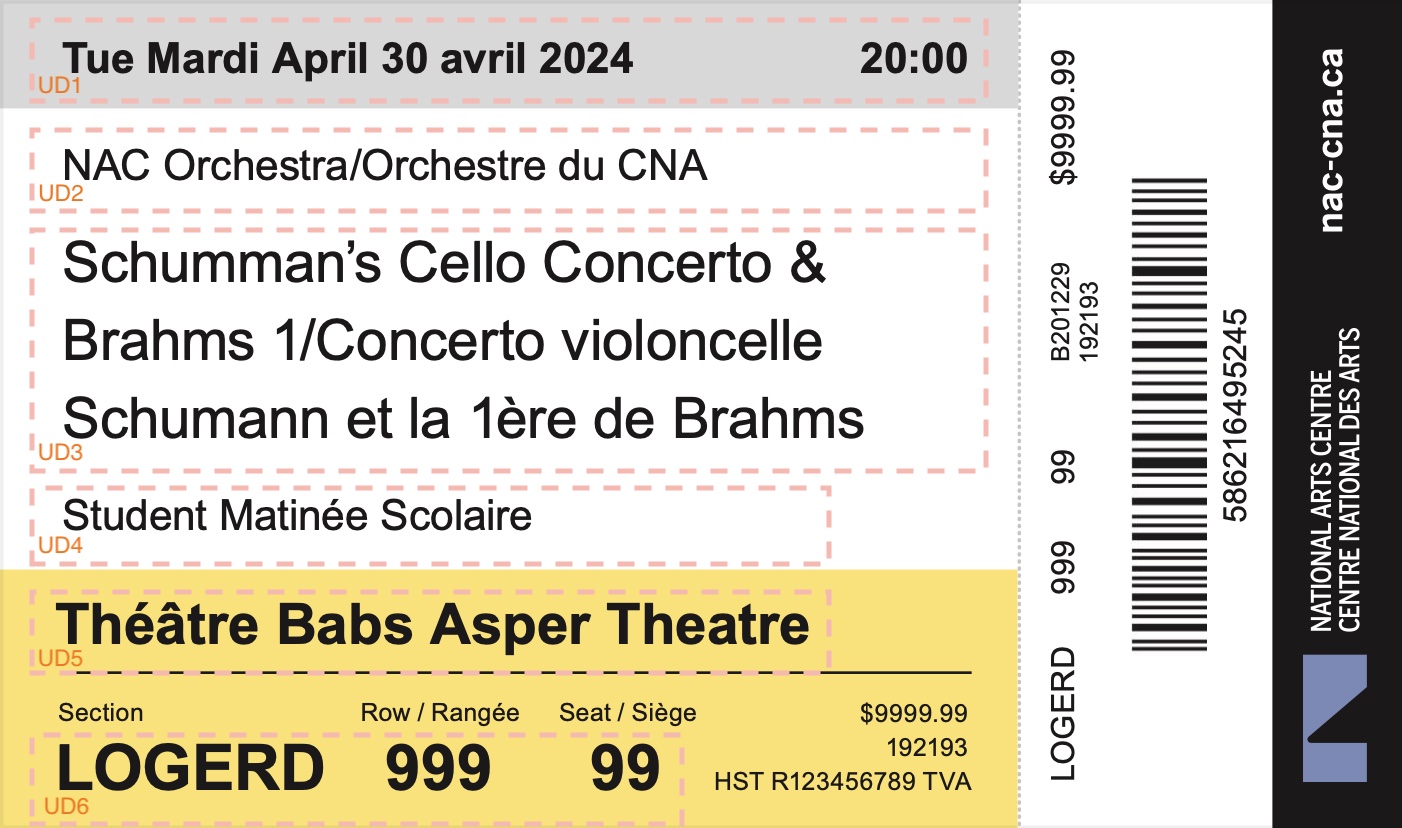 Tue Mardi April 30 avril 2024 20:00
UD1
NAC Orchestra/Orchestre du CNA
UD2
Schumman’s Cello Concerto &
Brahms 1/Concerto violoncelle
Schumann et la 1ère de Brahms
UD3
Student Matinée Scolaire
UD4
Théâtre Babs Asper Theatre
UD5
Section Row / Rangée Seat / Siège
LOGERD 999 99
UD6
$9999.99
192193
HST R123456789 TVA
LOGERD 999 99 B201229 $9999.99
192193
5862164495245
NATIONAL ARTS CENTRE
CENTRE NATIONAL DES ARTS
nac-cna.ca